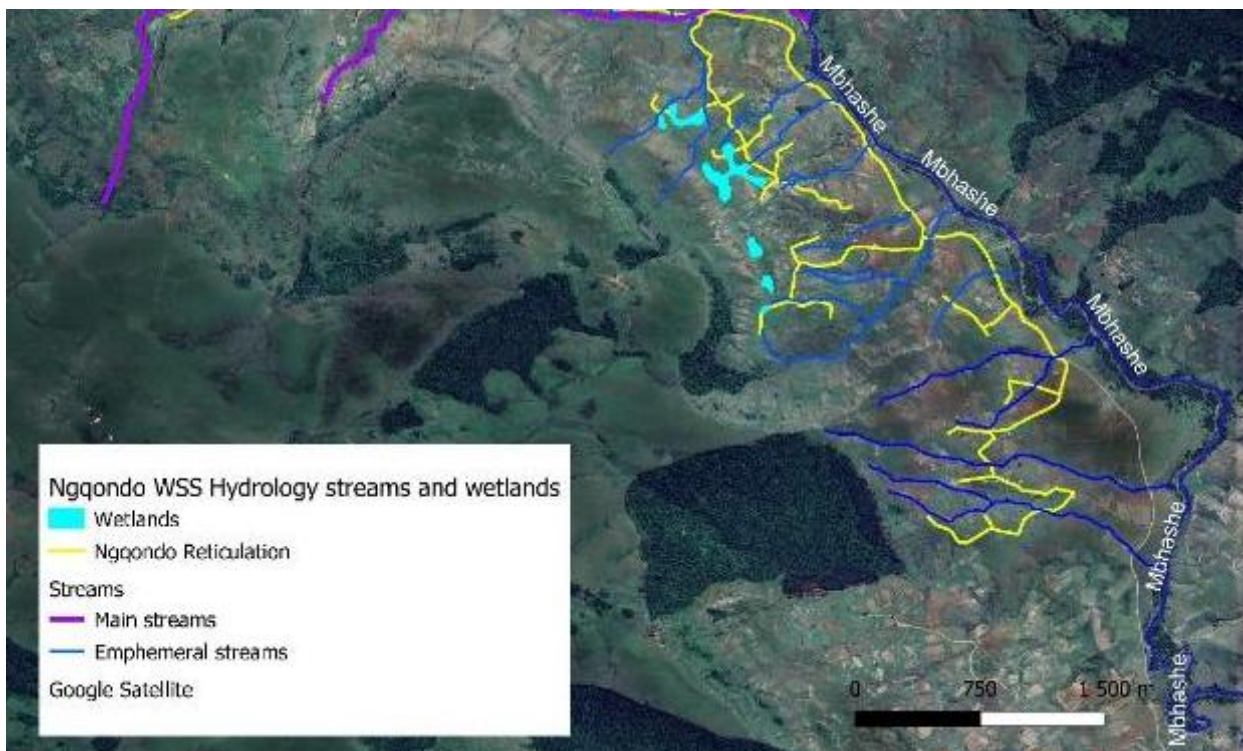 Mbhashe
Mbhashe
Mbhashe
Mbhashe
Mbhashe
Ngqondo WSS Hydrology streams and wetlands
Wetlands
Ngqondo Reticulation
Streams
Main streams
Emphemeral streams
Google Satellite
0 750 1 500 m